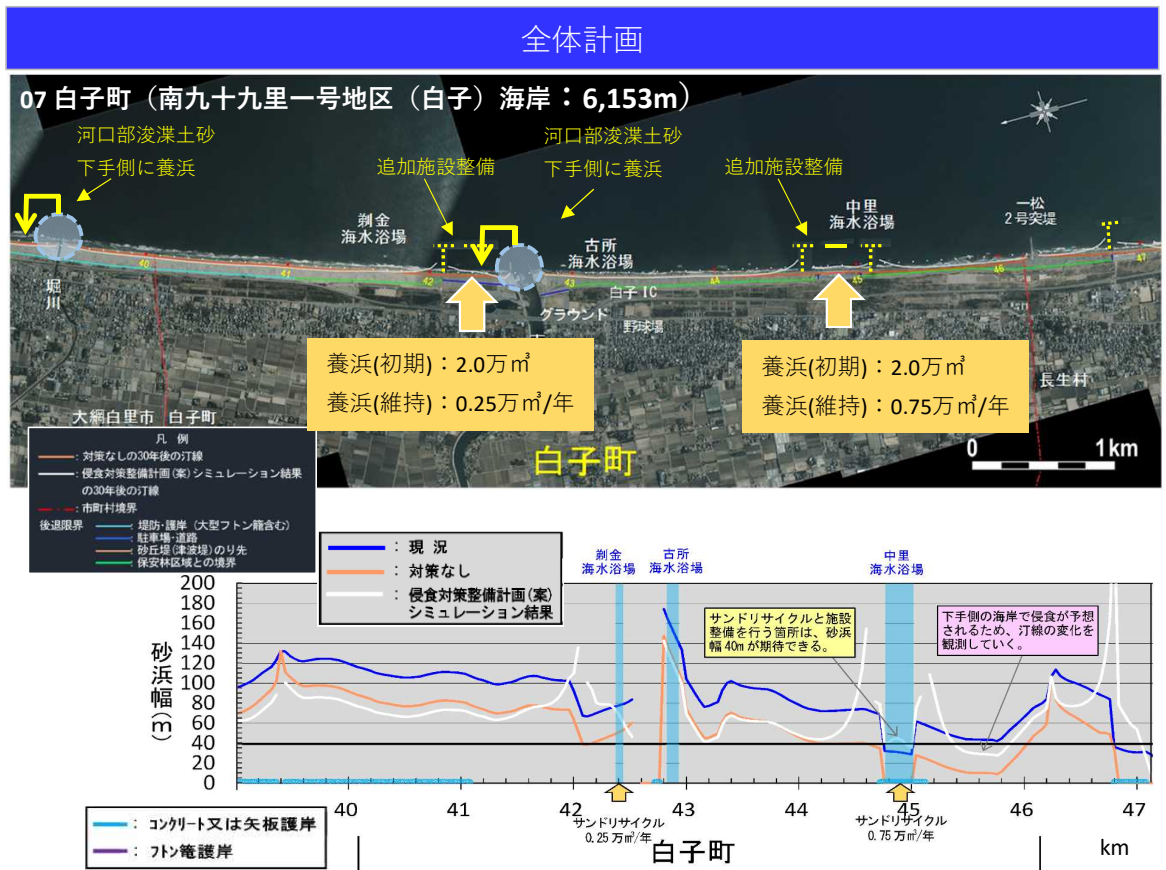 全体計画
07 白子町（南九十九里一号地区（白子）海岸：6,153m）
河口部浚渫土砂
下手側に養浜
追加施設整備
河口部浚渫土砂
下手側に養浜
追加施設整備
剃金
海水浴場
古所
海水浴場
中里
海水浴場
一松
2号突堤
40
41
42
43
44
45
46
47
堀川
白子IC
グラウンド
野球場
養浜(初期)：2.0万㎥
養浜(維持)：0.25万㎥/年
養浜(初期)：2.0万㎥
養浜(維持)：0.75万㎥/年
長生村
大網白里市
白子町
白子町
0
1km
凡 例
：対策なしの30年後の汀線
：侵食対策整備計画(案)シミュレーション結果
の30年後の汀線
：市町村境界
後退限界
：堤防・護岸（大型フトン籠含む）
：駐車場・道路
：砂丘堤(津波堤)のり先
：保安林区域との境界
： 現 況
： 対策なし
： 侵食対策整備計画(案)
シミュレーション結果
剃金
海水浴場
古所
海水浴場
中里
海水浴場
サンドリサイクルと施設
整備を行う箇所は、砂浜
幅40mが期待できる。
下手側の海岸で侵食が予想
されるため、汀線の変化を
観測していく。
砂浜幅(m)
200
180
160
140
120
100
80
60
40
20
0
40
41
42
43
44
45
46
47
サンドリサイクル
0.25万㎥/年
サンドリサイクル
0.75万㎥/年
白子町
km
：コンクリート又は矢板護岸
：フトン篭護岸